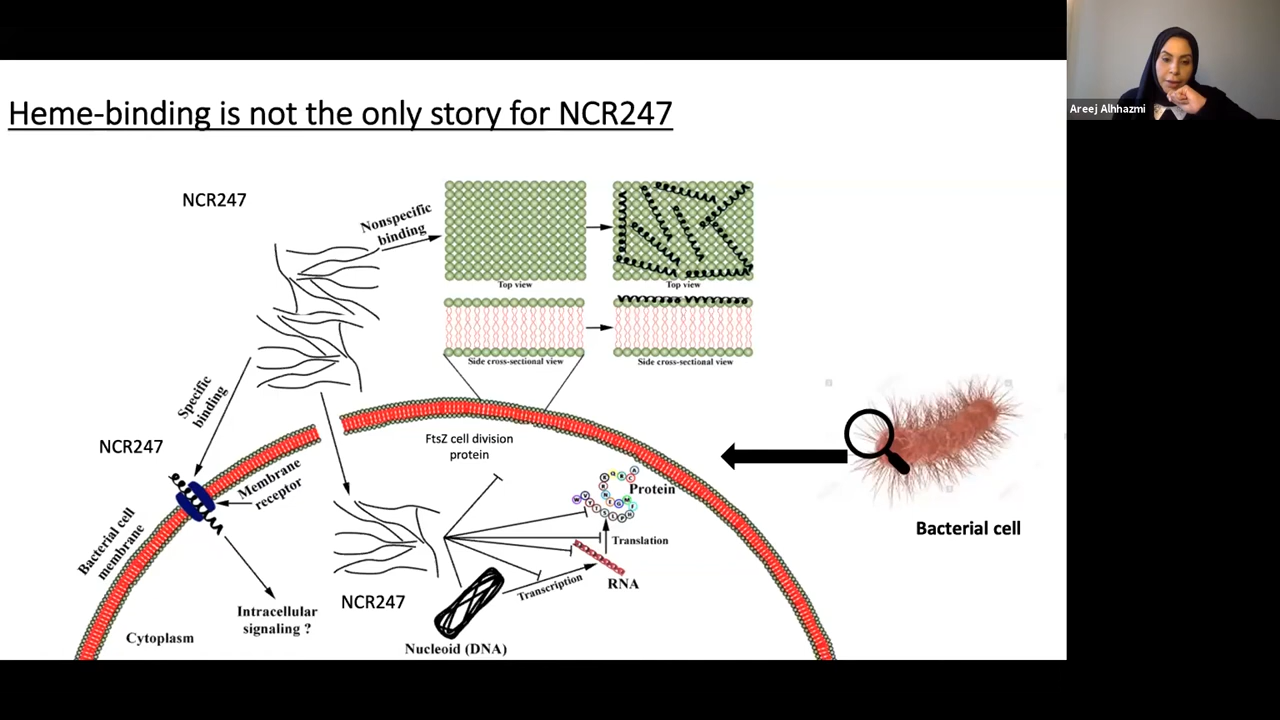 Areej Alhhazmi
Heme-binding is not the only story for NCR247
NCR247
Nonspecific
binding
Top view
Top view
Side cross-sectional view
Side cross-sectional view
Specific
binding
NCR247
Membrane
receptor
Bacterial cell
membrane
FtsZ cell division
protein
Protein
Translation
RNA
Transcription
NCR247
Nucleoid (DNA)
Intracellular
signaling ?
Cytoplasm
Bacterial cell